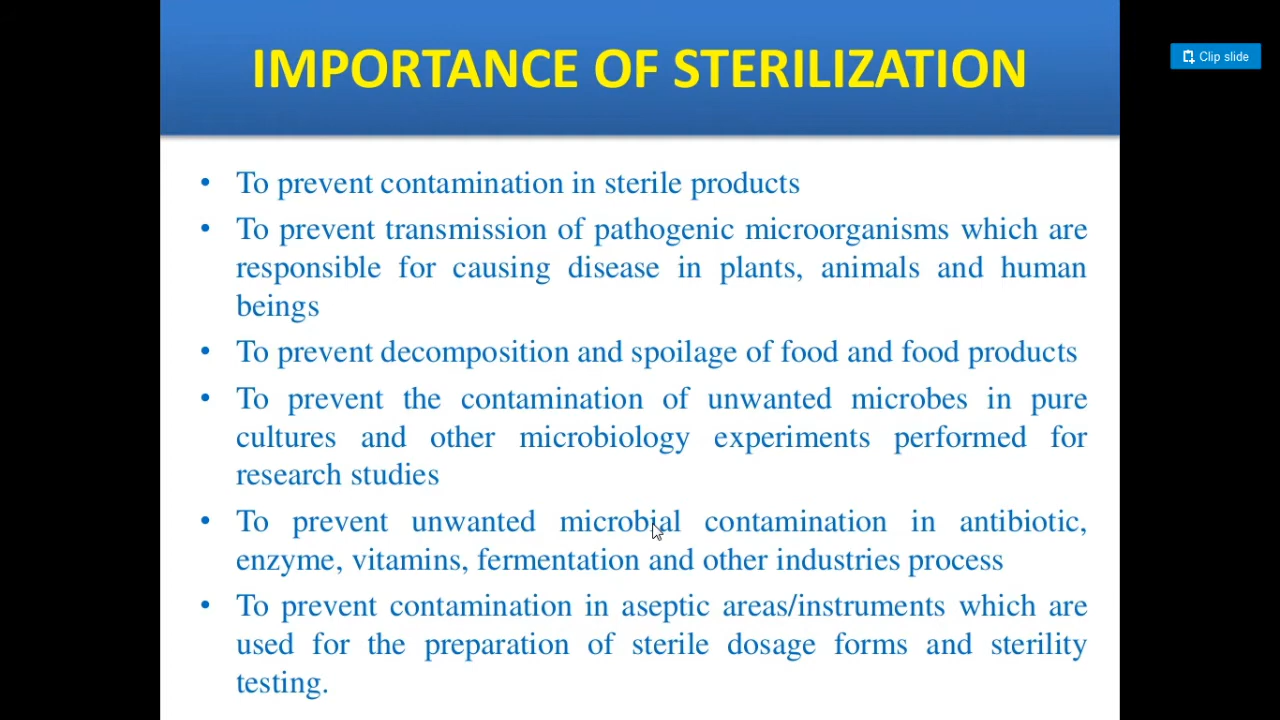 IMPORTANCE OF STERILIZATION
Clip slide
• To prevent contamination in sterile products
• To prevent transmission of pathogenic microorganisms which are
responsible for causing disease in plants, animals and human
beings
• To prevent decomposition and spoilage of food and food products
• To prevent the contamination of unwanted microbes in pure
cultures and other microbiology experiments performed for
research studies
• To prevent unwanted microbial contamination in antibiotic,
enzyme, vitamins, fermentation and other industries process
• To prevent contamination in aseptic areas/instruments which are
used for the preparation of sterile dosage forms and sterility
testing.